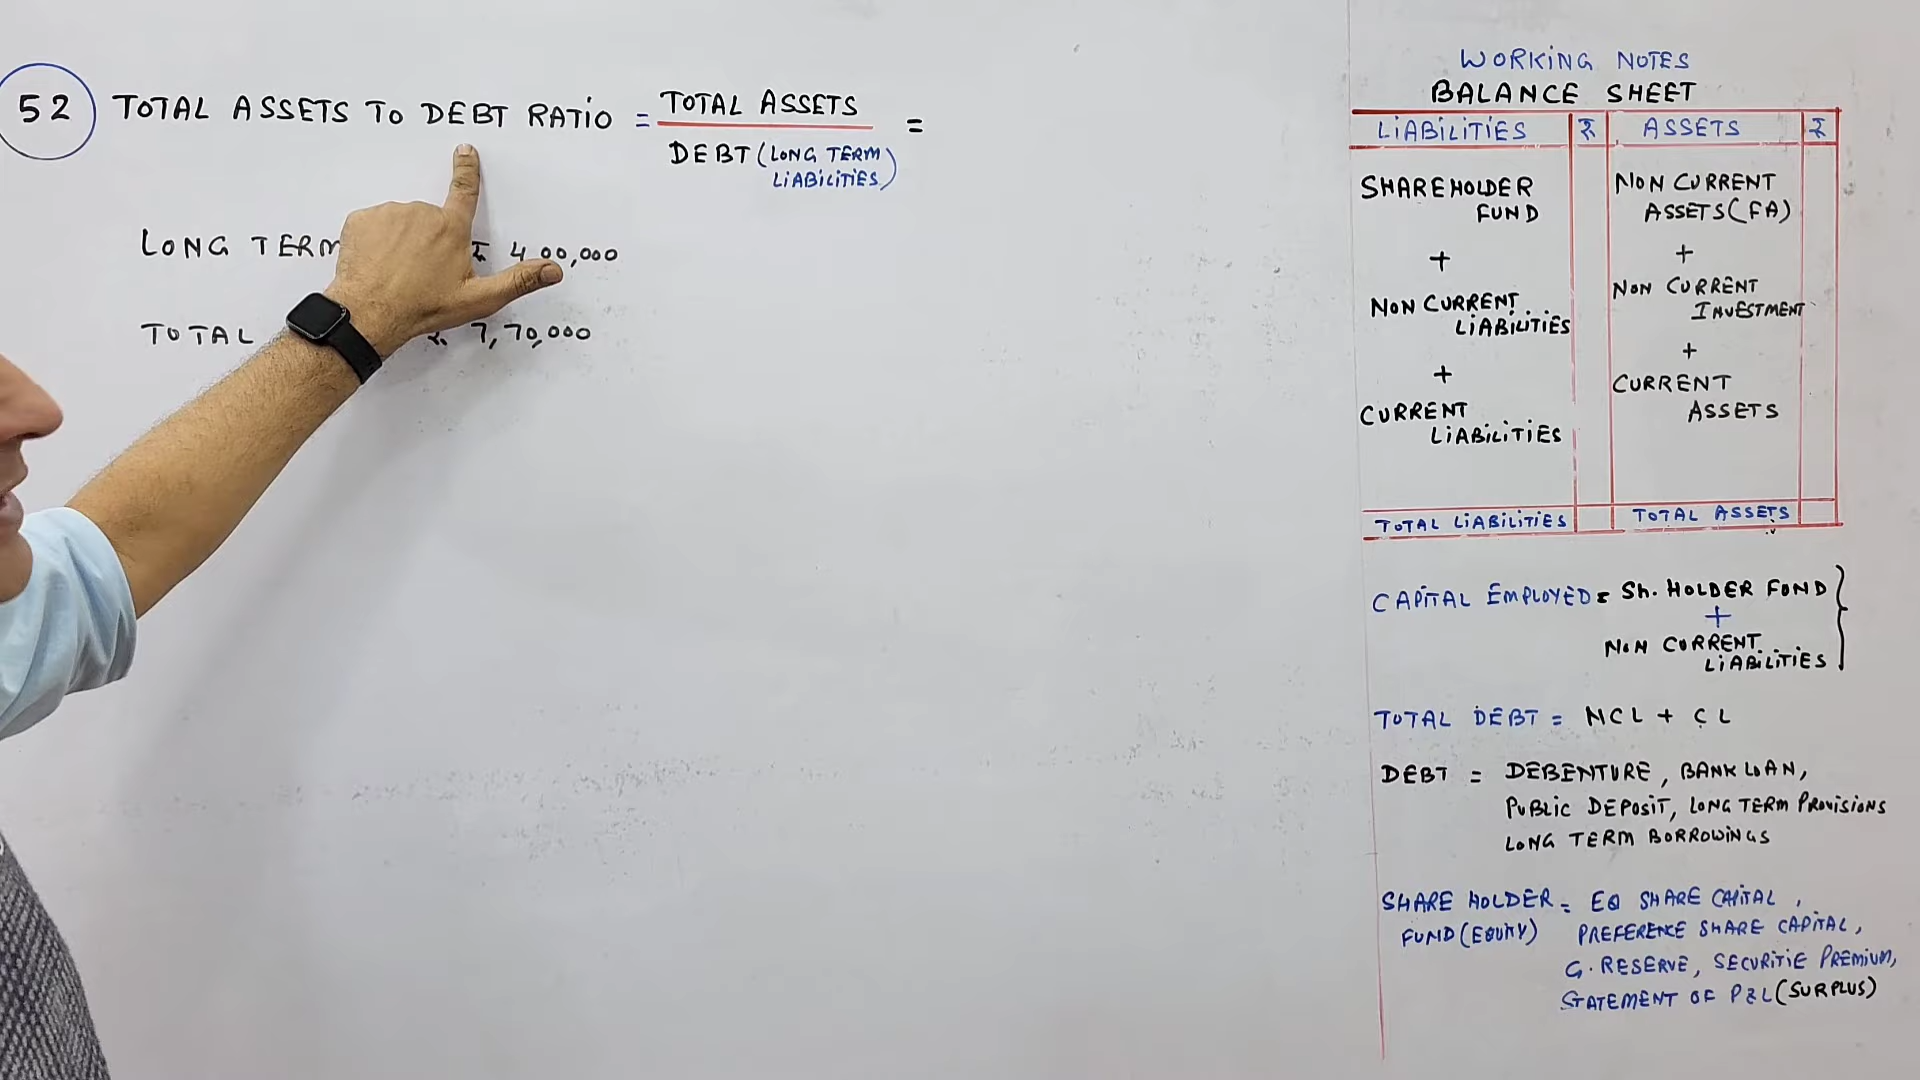 52 TOTAL ASSETS TO DEBT RATIO = TOTAL ASSETS =
DEBT (LONG TERM
LIABILITIES)
LONG TERM ₹ 4,00,000
TOTAL ₹ 7,70,000
WORKING NOTES
BALANCE SHEET
LIABILITIES ₹ ASSETS ₹
SHAREHOLDER
FUND
+
NON CURRENT
LIABILITIES
+
CURRENT
LIABILITIES
NON CURRENT
ASSETS (FA)
+
NON CURRENT
INVESTMENT
+
CURRENT
ASSETS
TOTAL LIABILITIES TOTAL ASSETS
CAPITAL EMPLOYED = SH. HOLDER FUND
+
NON CURRENT
LIABILITIES
TOTAL DEBT = NCL + CL
DEBT = DEBENTURE, BANK LOAN,
PUBLIC DEPOSIT, LONG TERM PROVISIONS
LONG TERM BORROWINGS
SHARE HOLDER = EQ SHARE CAPITAL,
FUND (EQUITY) PREFERENCE SHARE CAPITAL,
G. RESERVE, SECURITIE PREMIUM,
STATEMENT OF P&L (SURPLUS)